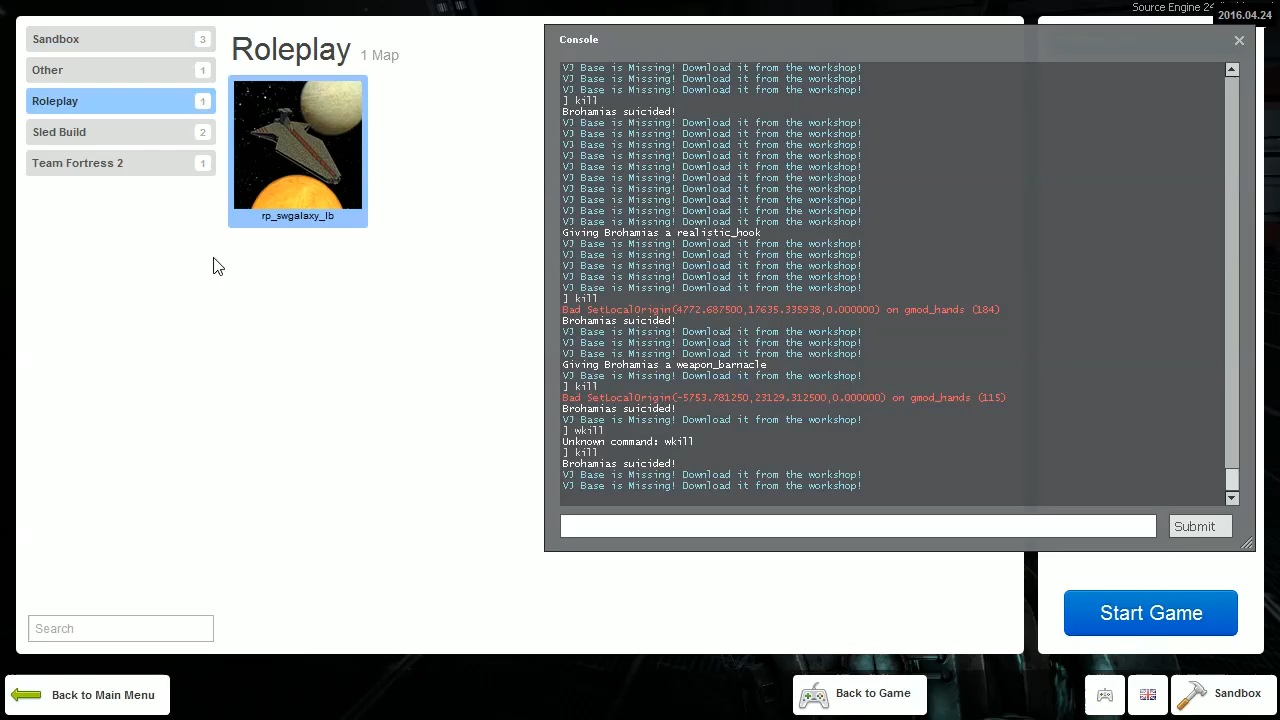 Source Engine 24
2016.04.24
Sandbox 3
Other 1
Roleplay 1
Sled Build 2
Team Fortress 2 1
Search
Roleplay 1 Map
rp_swgalaxy_lb
Console
VJ Base is Missing! Download it from the workshop!
VJ Base is Missing! Download it from the workshop!
VJ Base is Missing! Download it from the workshop!
] kill
Brohamias suicided!
VJ Base is Missing! Download it from the workshop!
VJ Base is Missing! Download it from the workshop!
VJ Base is Missing! Download it from the workshop!
VJ Base is Missing! Download it from the workshop!
VJ Base is Missing! Download it from the workshop!
VJ Base is Missing! Download it from the workshop!
VJ Base is Missing! Download it from the workshop!
VJ Base is Missing! Download it from the workshop!
VJ Base is Missing! Download it from the workshop!
VJ Base is Missing! Download it from the workshop!
Giving Brohamias a realistic_hook
VJ Base is Missing! Download it from the workshop!
VJ Base is Missing! Download it from the workshop!
VJ Base is Missing! Download it from the workshop!
VJ Base is Missing! Download it from the workshop!
VJ Base is Missing! Download it from the workshop!
] kill
Bad SetLocalOrigin(4772.687500,17635.335938,0.000000) on gmod_hands (184)
Brohamias suicided!
VJ Base is Missing! Download it from the workshop!
VJ Base is Missing! Download it from the workshop!
VJ Base is Missing! Download it from the workshop!
Giving Brohamias a weapon_barnacle
VJ Base is Missing! Download it from the workshop!
] kill
Bad SetLocalOrigin(-5753.781250,23129.312500,0.000000) on gmod_hands (115)
Brohamias suicided!
VJ Base is Missing! Download it from the workshop!
] wkill
Unknown command: wkill
] kill
Brohamias suicided!
VJ Base is Missing! Download it from the workshop!
VJ Base is Missing! Download it from the workshop!
Submit
Start Game
Back to Main Menu
Back to Game
Sandbox